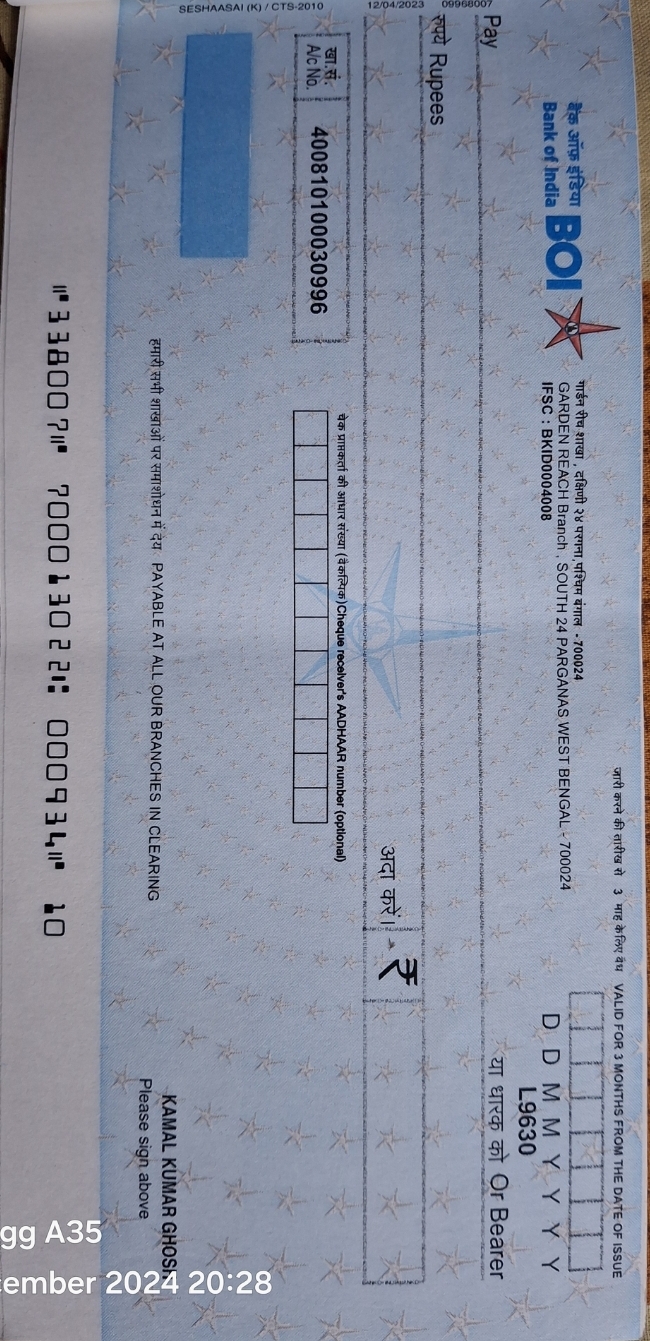 जारी करने की तारीख से 3 माह के लिए वैध VALID FOR 3 MONTHS FROM THE DATE OF ISSUE
बैंक ऑफ़ इंडिया
Bank of India
BOI
गार्डन रीच शाखा , दक्षिणी २४ परगना,पश्चिम बंगाल - 700024
GARDEN REACH Branch , SOUTH 24 PARGANAS WEST BENGAL - 700024
IFSC : BKID0004008
D D M M Y Y Y Y
L9630
Pay
या धारक को Or Bearer
रुपये Rupees
अदा करें।
₹
खा.सं.
A/c No.
400810100030996
चेक प्राप्तकर्ता की आधार संख्या (वैकल्पिक)Cheque receiver's AADHAAR number (optional)
हमारी सभी शाखाओं पर समाशोधन में देय PAYABLE AT ALL OUR BRANCHES IN CLEARING
KAMAL KUMAR GHOSH
Please sign above
SESHAASAI (K) / CTS-2010
12/04/2023
09968007
⑈338007⑈ 700013022⑆ 000934⑈ 10
gg A35
cember 2024 20:28